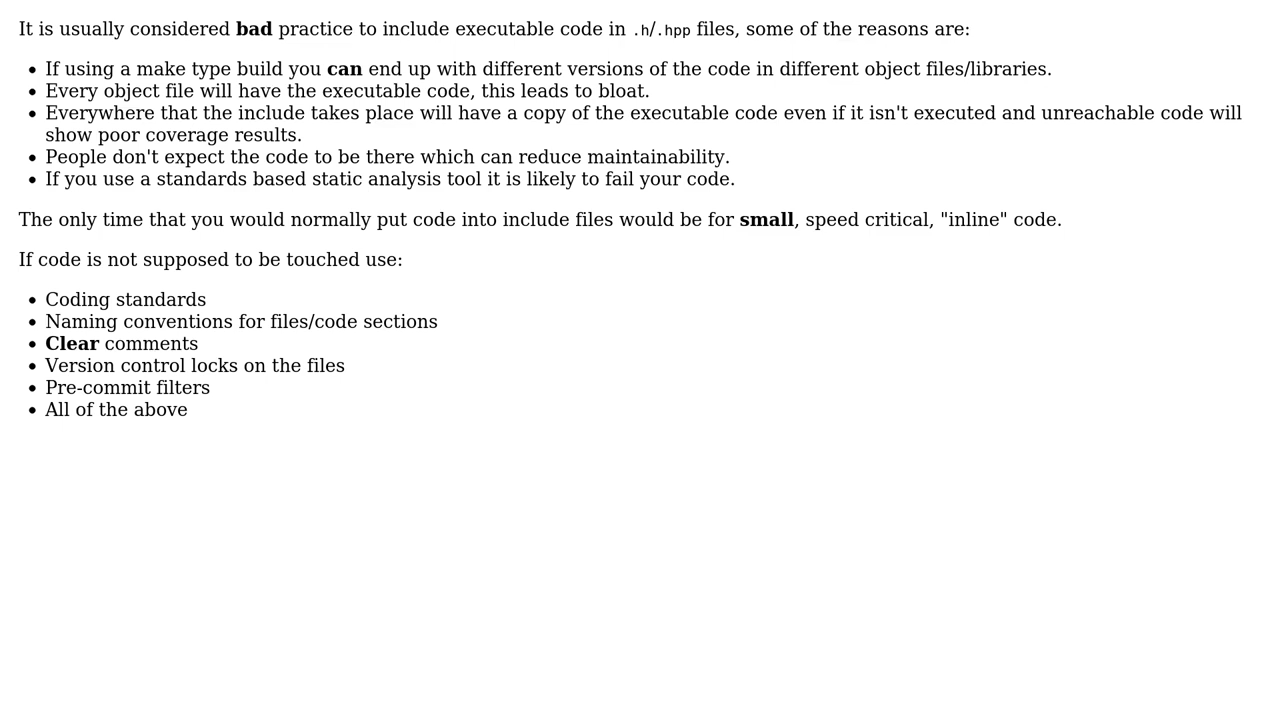 It is usually considered bad practice to include executable code in .h/.hpp files, some of the reasons are:
If using a make type build you can end up with different versions of the code in different object files/libraries.
Every object file will have the executable code, this leads to bloat.
Everywhere that the include takes place will have a copy of the executable code even if it isn't executed and unreachable code will
show poor coverage results.
People don't expect the code to be there which can reduce maintainability.
If you use a standards based static analysis tool it is likely to fail your code.
The only time that you would normally put code into include files would be for small, speed critical, "inline" code.
If code is not supposed to be touched use:
Coding standards
Naming conventions for files/code sections
Clear comments
Version control locks on the files
Pre-commit filters
All of the above